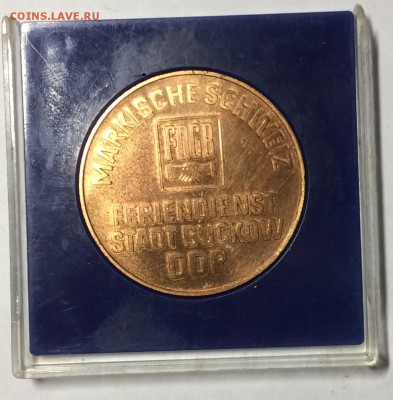 COINS.LAVE.RU
MÄRKISCHE SCHWEIZ
FDGB
FERIENDIENST
STADT BUCKOW
DDR